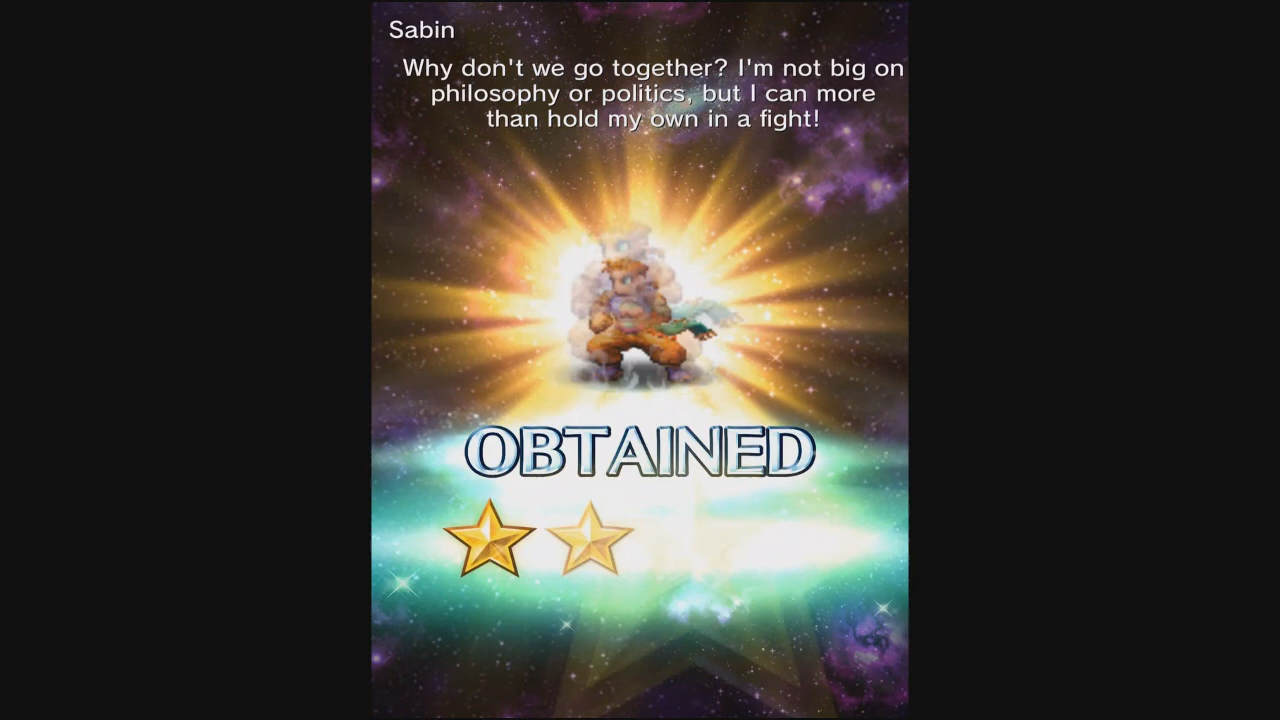 Sabin
Why don't we go together? I'm not big on
philosophy or politics, but I can more
than hold my own in a fight!
OBTAINED